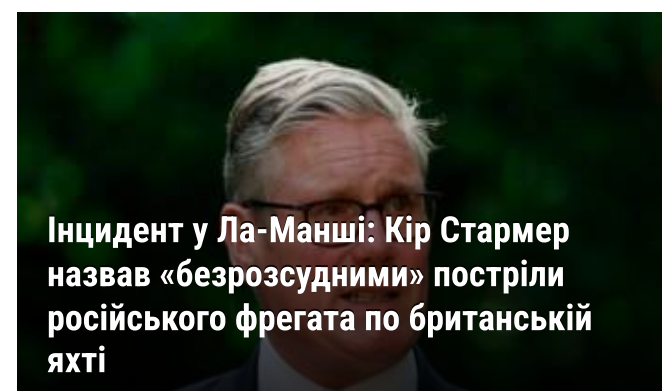 Інцидент у Ла-Манші: Кір Стармер
назвав «безрозсудними» постріли
російського фрегата по британській
яхті